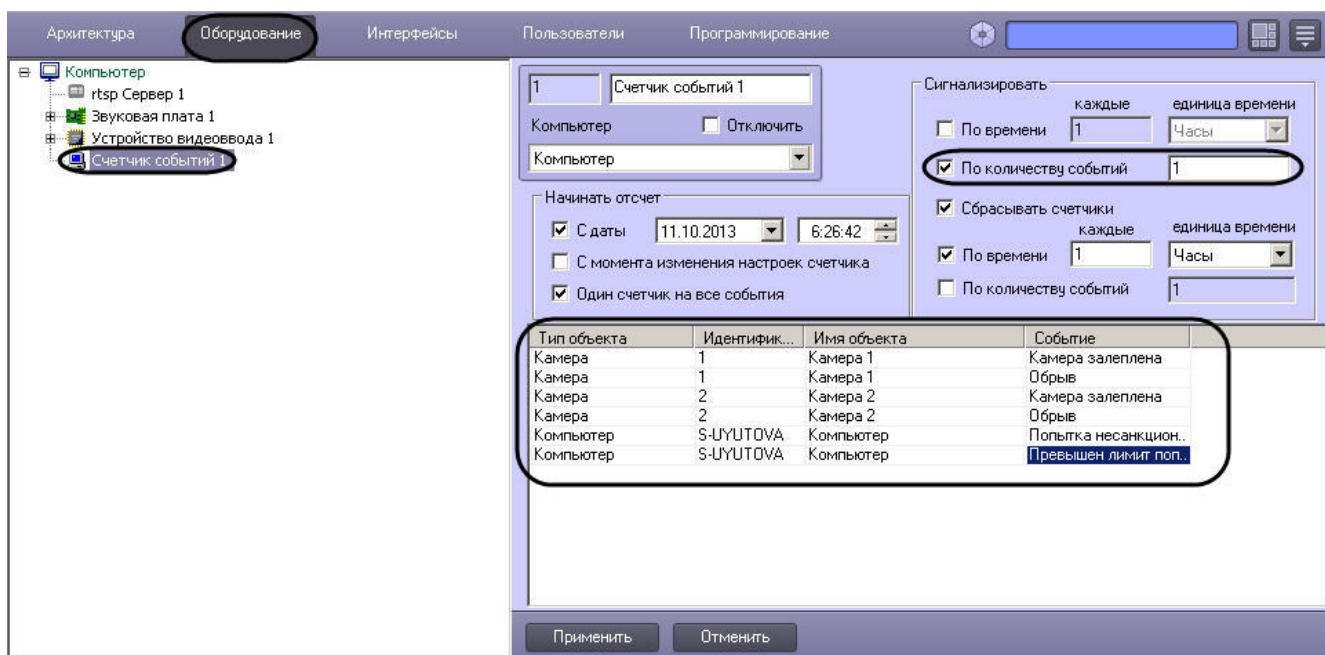 Архитектура Оборудование Интерфейсы Пользователи Программирование
Компьютер
rtsp Сервер 1
Звуковая плата 1
Устройство видеоввода 1
Счетчик событий 1
1 Счетчик событий 1
Компьютер Отключить
Компьютер
Начинать отсчет
С даты 11.10.2013 6:26:42
С момента изменения настроек счетчика
Один счетчик на все события
Сигнализировать
каждые единица времени
По времени 1 Часы
По количеству событий 1
Сбрасывать счетчики
каждые единица времени
По времени 1 Часы
По количеству событий 1
Тип объекта Идентифик... Имя объекта Событие
Камера 1 Камера 1 Камера залеплена
Камера 1 Камера 1 Обрыв
Камера 2 Камера 2 Камера залеплена
Камера 2 Камера 2 Обрыв
Компьютер S-UYUTOVA Компьютер Попытка несанкцион..
Компьютер S-UYUTOVA Компьютер Превышен лимит поп..
Применить Отменить